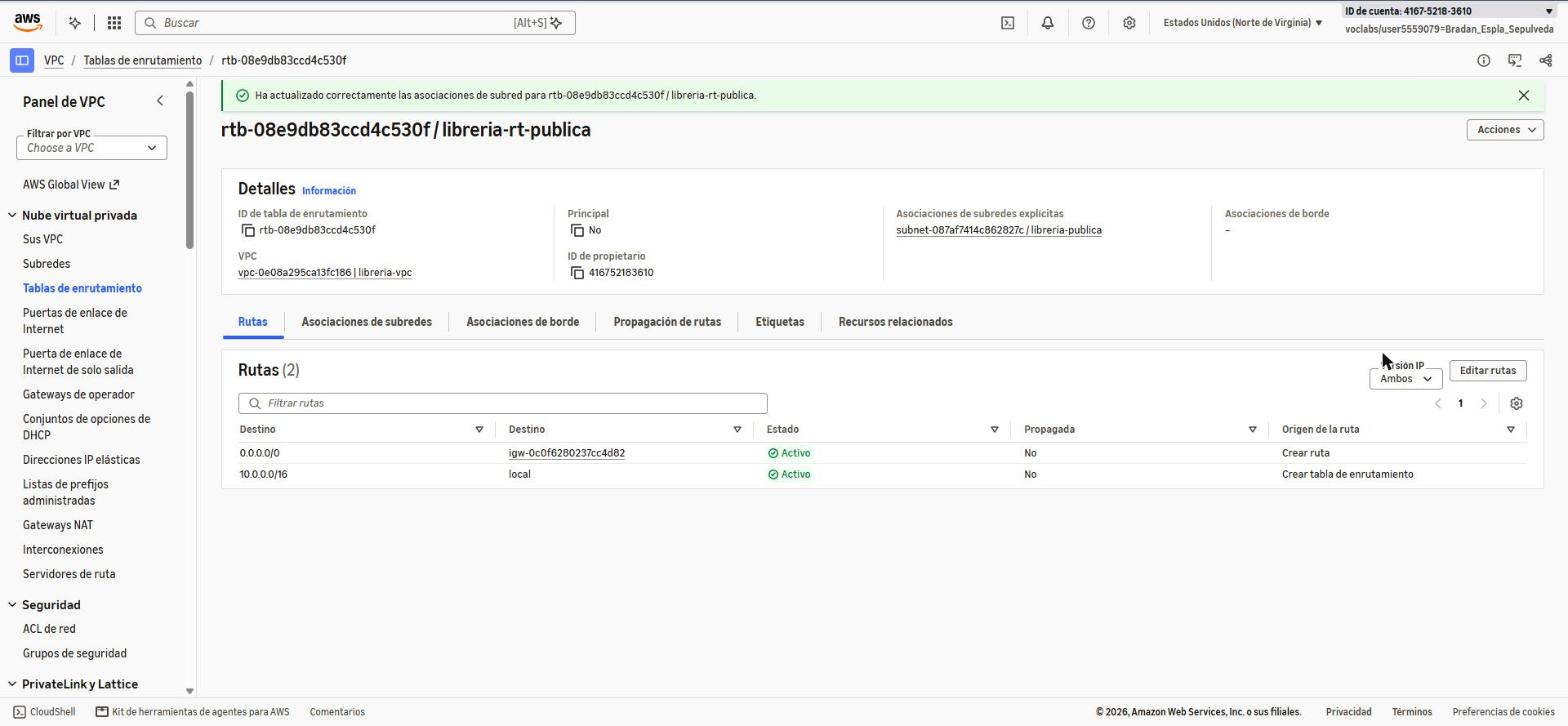 aws
Buscar
[Alt+S]
Estados Unidos (Norte de Virginia)
ID de cuenta: 4167-5218-3610
voclabs/user5559079=Bradan_Espla_Sepulveda
VPC / Tablas de enrutamiento / rtb-08e9db83ccd4c530f
Panel de VPC
Filtrar por VPC
Choose a VPC
AWS Global View
Nube virtual privada
Sus VPC
Subredes
Tablas de enrutamiento
Puertas de enlace de
Internet
Puerta de enlace de
Internet de solo salida
Gateways de operador
Conjuntos de opciones de
DHCP
Direcciones IP elásticas
Listas de prefijos
administradas
Gateways NAT
Interconexiones
Servidores de ruta
Seguridad
ACL de red
Grupos de seguridad
PrivateLink y Lattice
Ha actualizado correctamente las asociaciones de subred para rtb-08e9db83ccd4c530f / libreria-rt-publica.
rtb-08e9db83ccd4c530f / libreria-rt-publica
Acciones
Detalles Información
ID de tabla de enrutamiento
rtb-08e9db83ccd4c530f
Principal
No
Asociaciones de subredes explícitas
subnet-087af7414c862827c / libreria-publica
Asociaciones de borde
–
VPC
vpc-0e08a295ca13fc186 | libreria-vpc
ID de propietario
416752183610
Rutas
Asociaciones de subredes
Asociaciones de borde
Propagación de rutas
Etiquetas
Recursos relacionados
Rutas (2)
IP
Ambos
Editar rutas
Filtrar rutas
1
Destino Destino Estado Propagada Origen de la ruta
0.0.0.0/0 igw-0c0f6280237cc4d82 Activo No Crear ruta
10.0.0.0/16 local Activo No Crear tabla de enrutamiento
CloudShell
Kit de herramientas de agentes para AWS
Comentarios
© 2026, Amazon Web Services, Inc. o sus filiales.
Privacidad
Términos
Preferencias de cookies